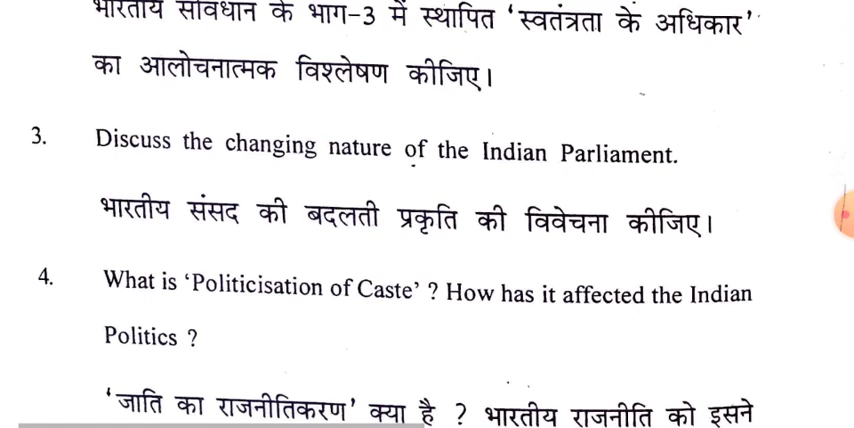 भारतीय संविधान के भाग-3 में स्थापित ‘स्वतंत्रता के अधिकार’
का आलोचनात्मक विश्लेषण कीजिए।
3. Discuss the changing nature of the Indian Parliament.
भारतीय संसद की बदलती प्रकृति की विवेचना कीजिए।
4. What is ‘Politicisation of Caste’ ? How has it affected the Indian
Politics ?
‘जाति का राजनीतिकरण’ क्या है ? भारतीय राजनीति को इसने